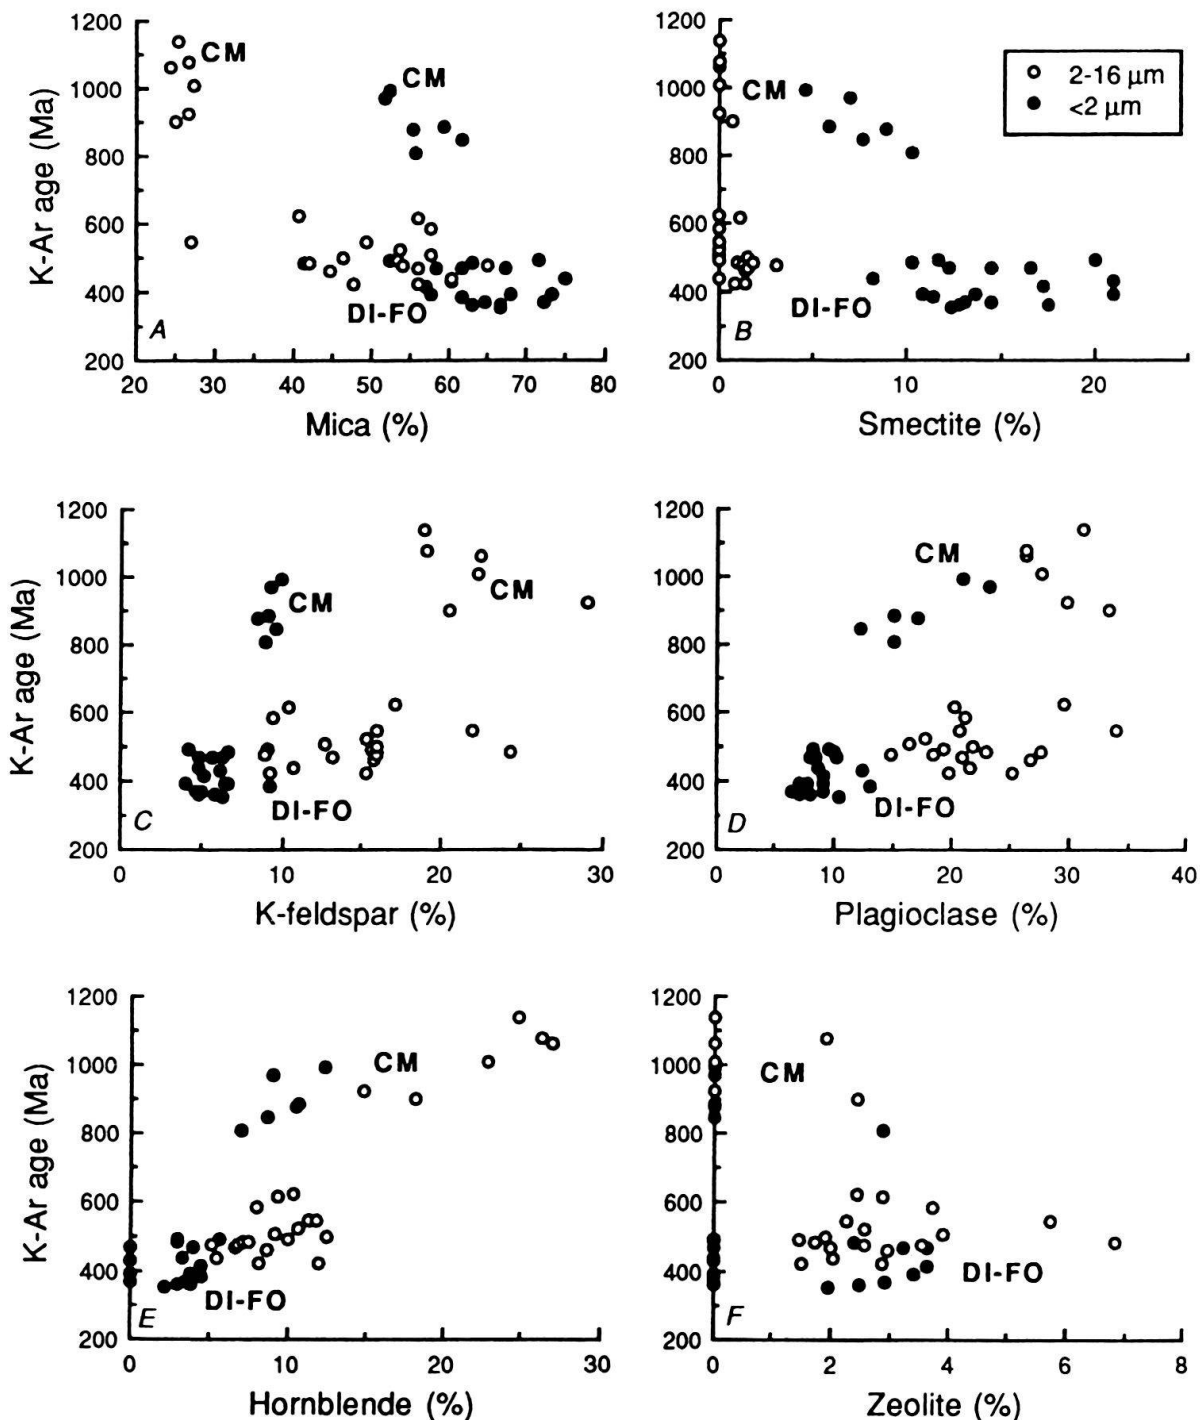 K-Ar age (Ma)
1200
1000
800
600
400
200
CM
CM
DI-FO
A
20 30 40 50 60 70 80
Mica (%)
1200
1000
800
600
400
200
2-16 µm
<2 µm
CM
DI-FO
B
0 10 20
Smectite (%)
K-Ar age (Ma)
1200
1000
800
600
400
200
CM
CM
DI-FO
C
0 10 20 30
K-feldspar (%)
1200
1000
800
600
400
200
CM
DI-FO
D
0 10 20 30 40
Plagioclase (%)
K-Ar age (Ma)
1200
1000
800
600
400
200
CM
DI-FO
E
0 10 20 30
Hornblende (%)
1200
1000
800
600
400
200
CM
DI-FO
F
0 2 4 6 8
Zeolite (%)